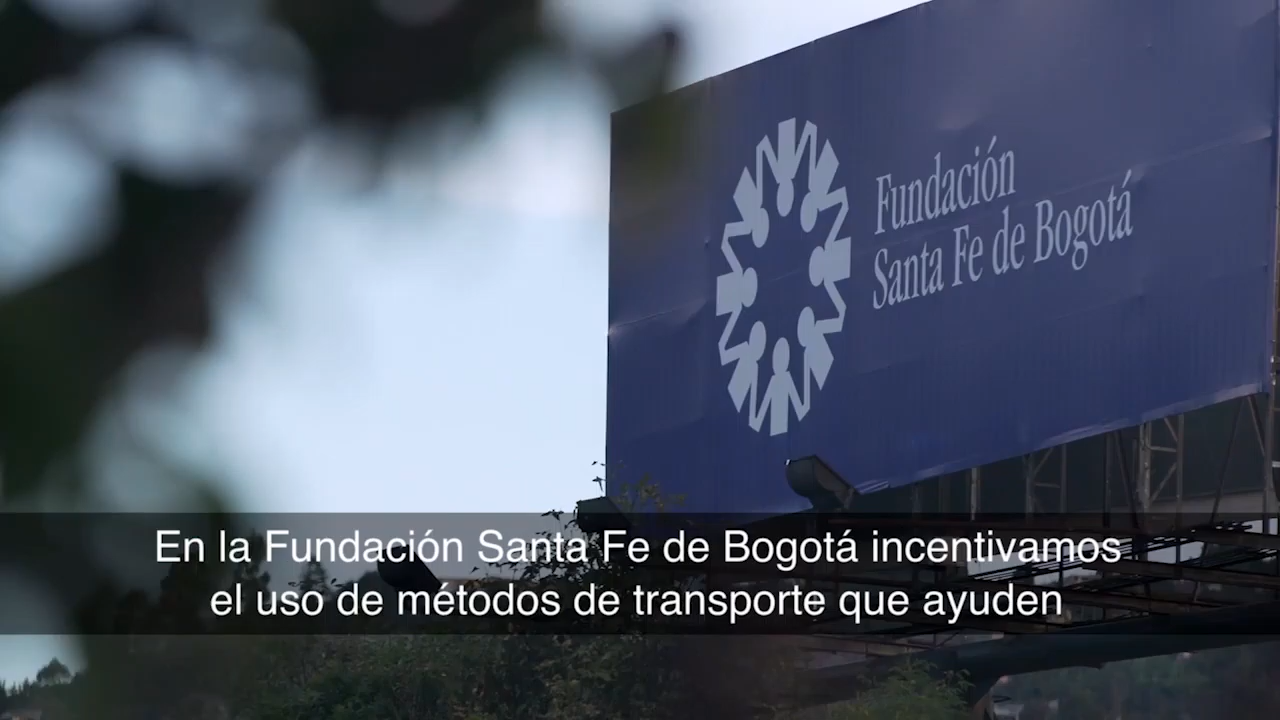 Fundación
Santa Fe de Bogotá
En la Fundación Santa Fe de Bogotá incentivamos
el uso de métodos de transporte que ayuden